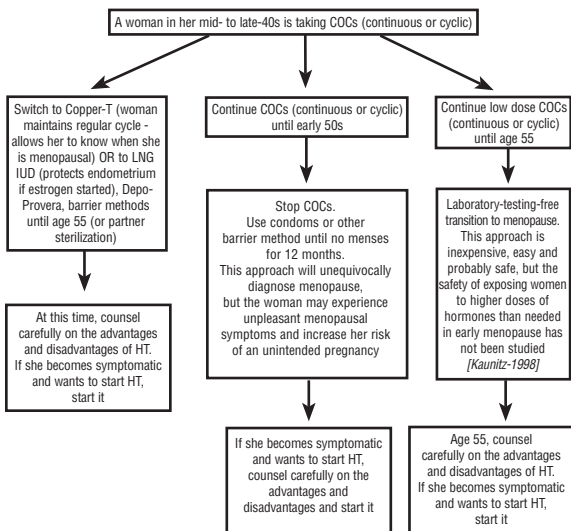 A woman in her mid- to late-40s is taking COCs (continuous or cyclic)
Switch to Copper-T (woman
maintains regular cycle -
allows her to know when she
is menopausal) OR to LNG
IUD (protects endometrium
if estrogen started), Depo-
Provera, barrier methods
until age 55 (or partner
sterilization)
At this time, counsel
carefully on the advantages
and disadvantages of HT.
If she becomes symptomatic
and wants to start HT,
start it
Continue COCs (continuous or cyclic)
until early 50s
Stop COCs.
Use condoms or other
barrier method until no menses
for 12 months.
This approach will unequivocally
diagnose menopause,
but the woman may experience
unpleasant menopausal
symptoms and increase her risk
of an unintended pregnancy
If she becomes symptomatic
and wants to start HT,
counsel carefully on the
advantages and
disadvantages and start it
Continue low dose COCs
(continuous or cyclic)
until age 55
Laboratory-testing-free
transition to menopause.
This approach is
inexpensive, easy and
probably safe, but the
safety of exposing women
to higher doses of
hormones than needed
in early menopause has
not been studied
[Kaunitz-1998]
Age 55, counsel
carefully on the advantages
and disadvantages of HT.
If she becomes symptomatic
and wants to start HT,
start it